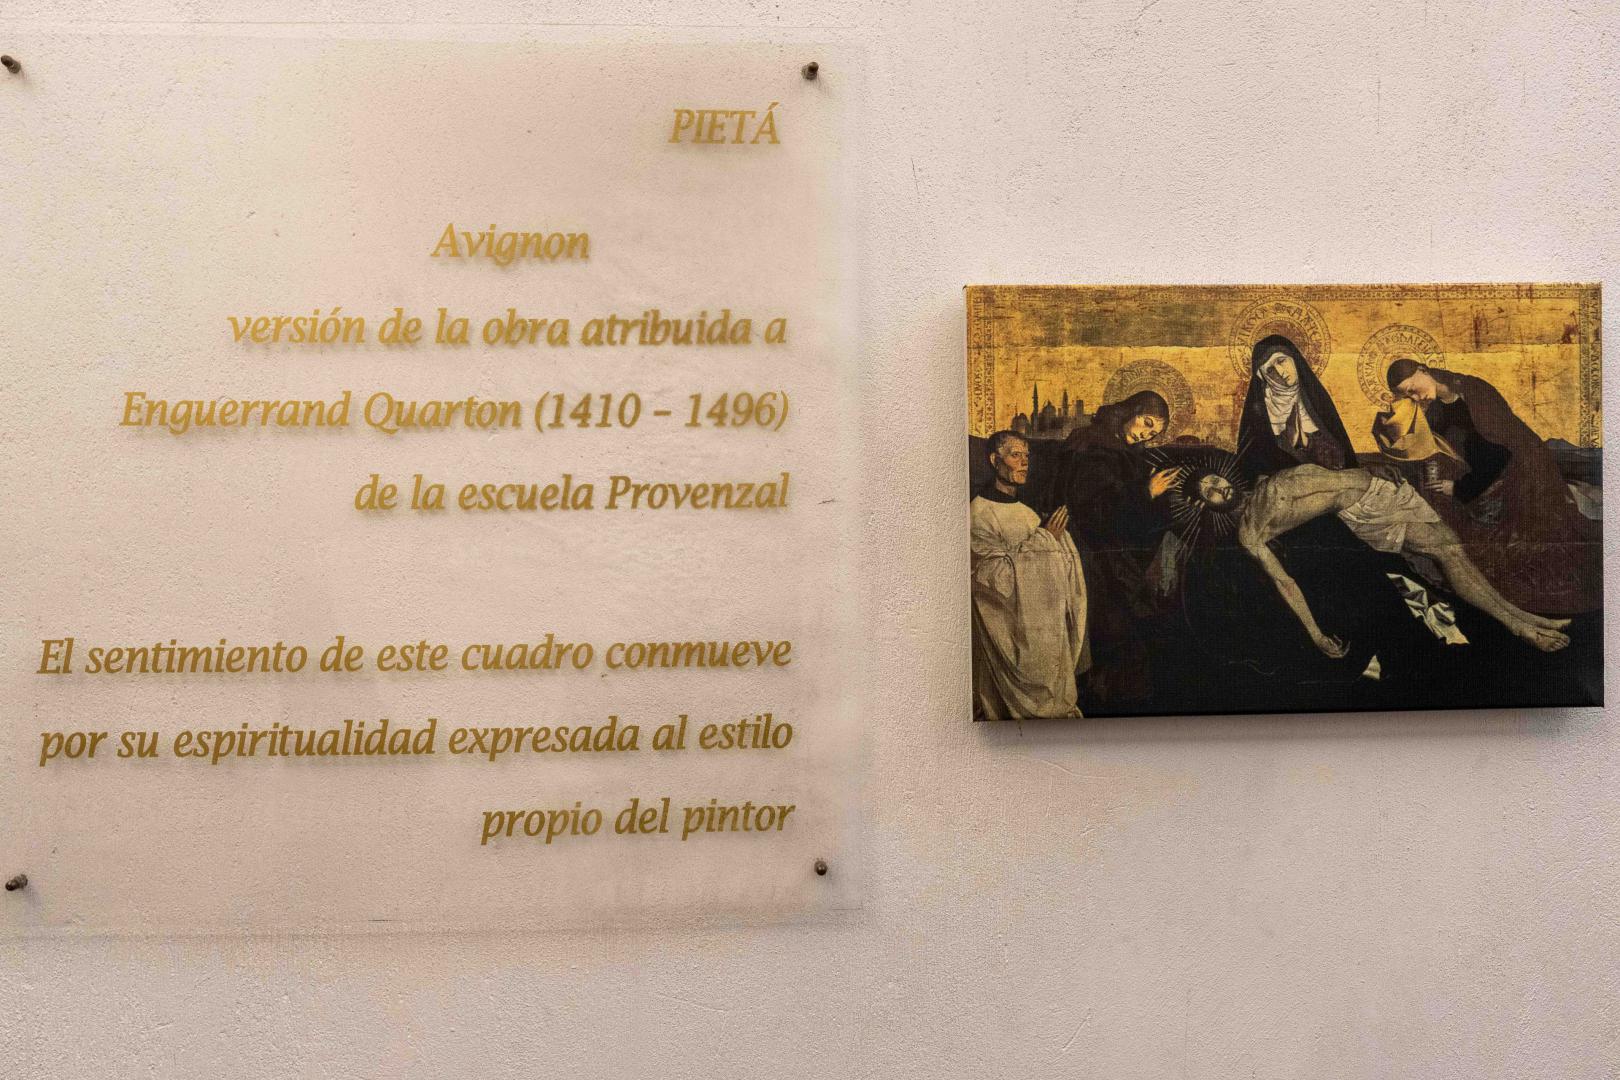 PIETÁ
Avignon
versión de la obra atribuida a
Enguerrand Quarton (1410 – 1496)
de la escuela Provenzal
El sentimiento de este cuadro conmueve
por su espiritualidad expresada al estilo
propio del pintor